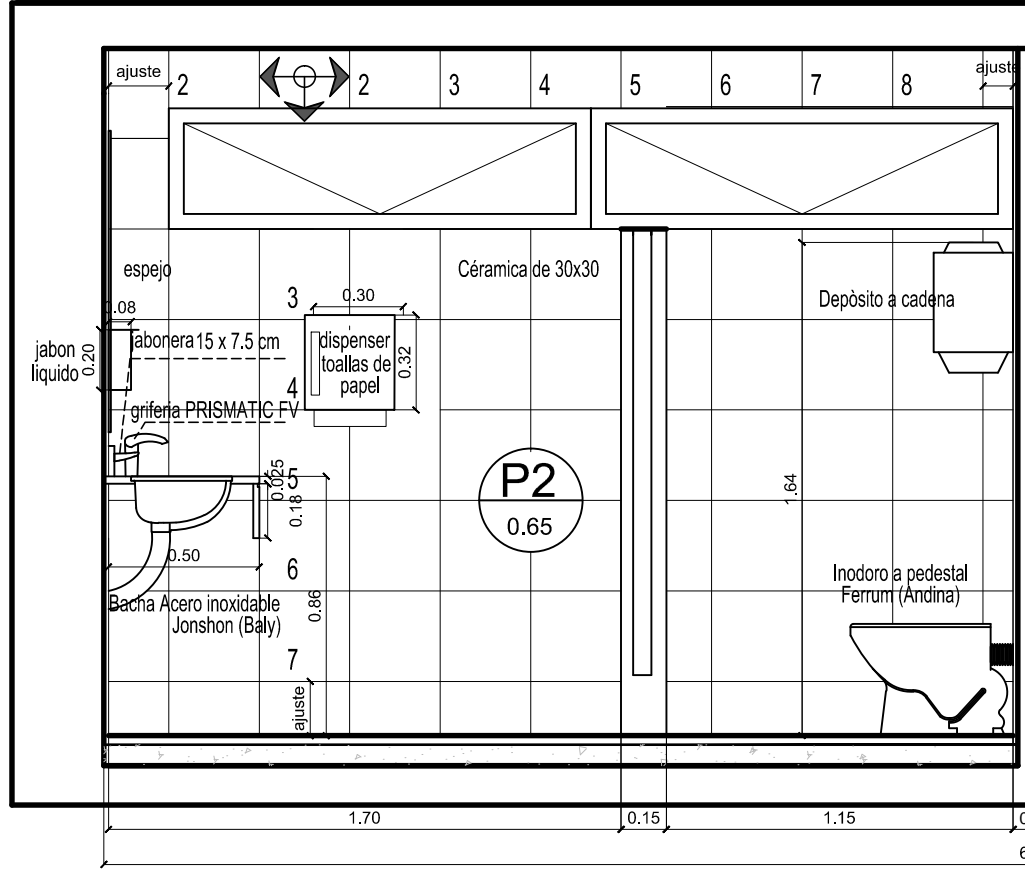 ajuste
2
2
3
4
5
6
7
8
ajuste
espejo
Céramica de 30x30
3
0.30
Depòsito a cadena
0.08
jabon
liquido
0.20
jabonera 15 x 7.5 cm
dispenser
toallas de
papel
0.32
4
griferia PRISMATIC FV
5
0.025
0.18
P2
0.65
1.64
0.50
6
Inodoro a pedestal
Ferrum (Andina)
Bacha Acero inoxidable
Jonshon (Baly)
0.86
7
ajuste
1.70
0.15
1.15
0
6